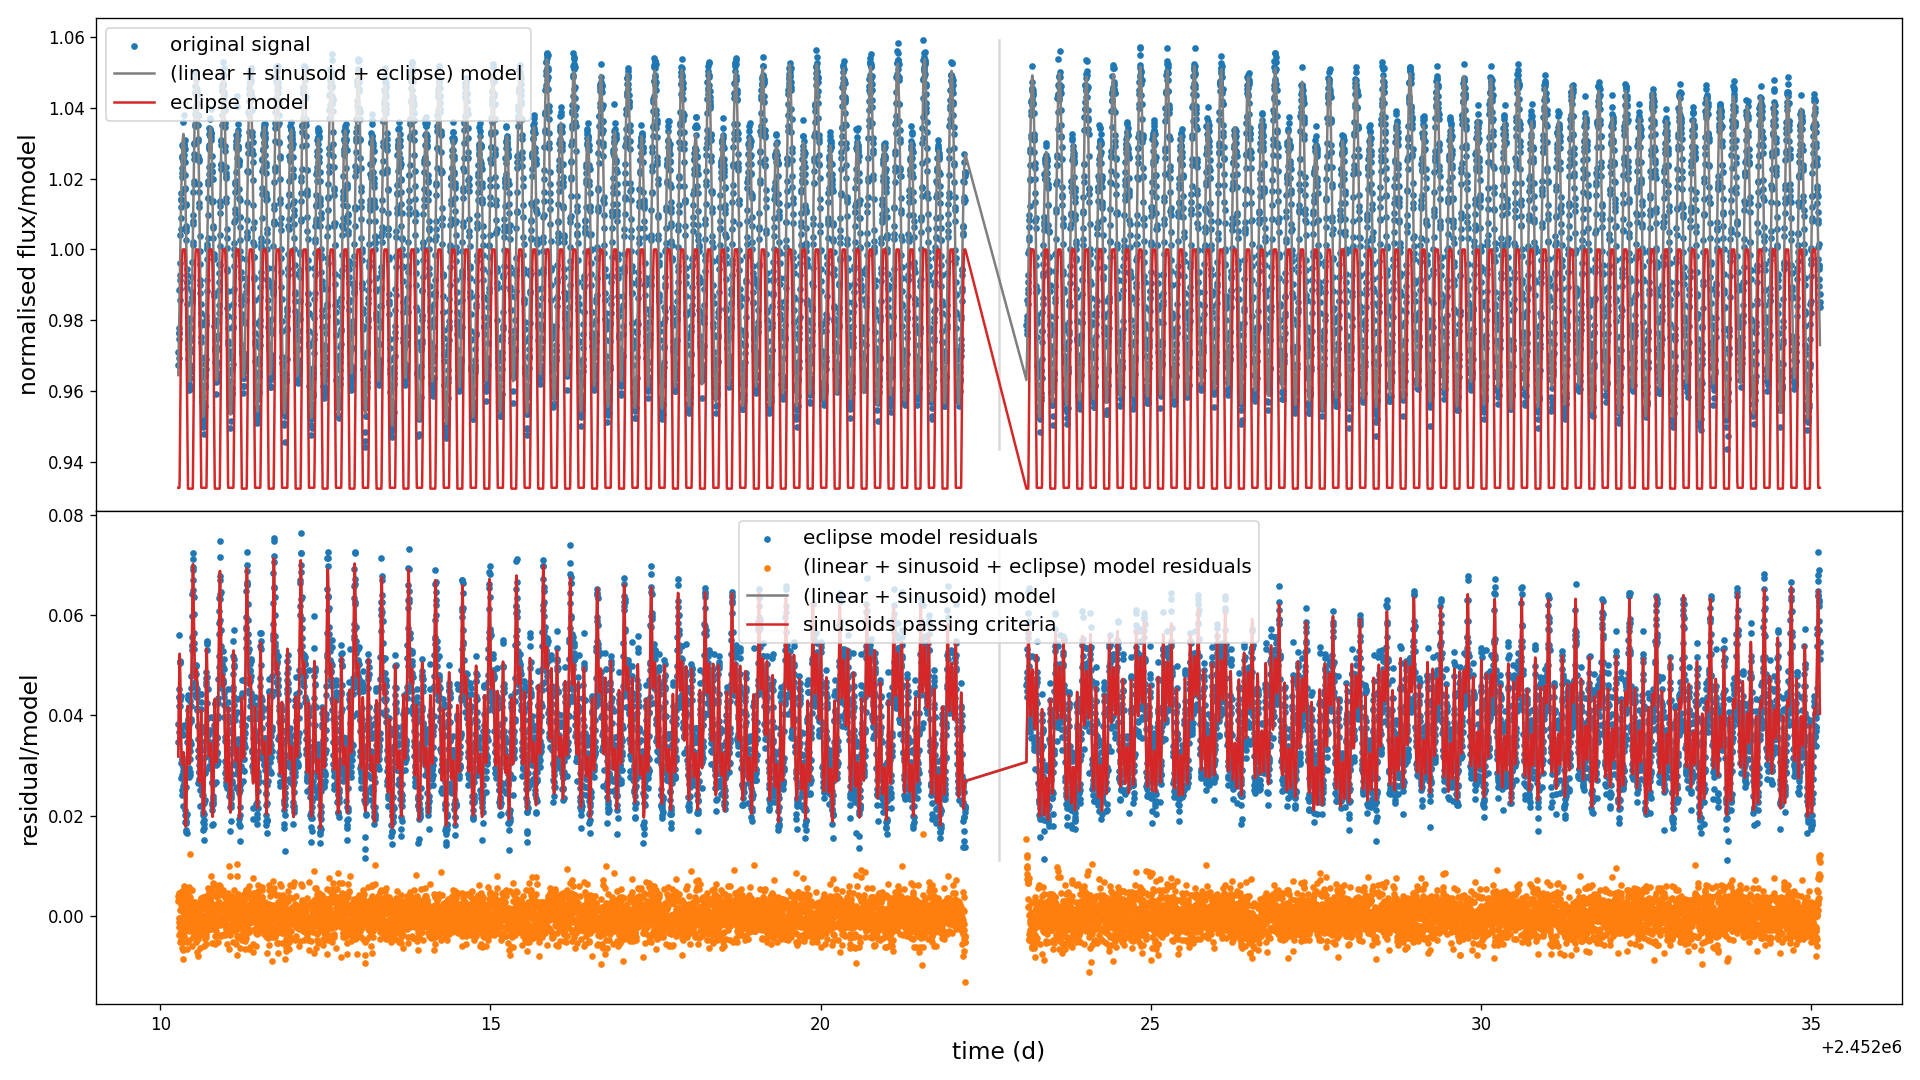 1.06
1.04
1.02
1.00
0.98
0.96
0.94
normalised flux/model
original signal
(linear + sinusoid + eclipse) model
eclipse model
0.08
0.06
0.04
0.02
0.00
residual/model
eclipse model residuals
(linear + sinusoid + eclipse) model residuals
(linear + sinusoid) model
sinusoids passing criteria
10
15
20
25
30
35
time (d)
+2.452e6